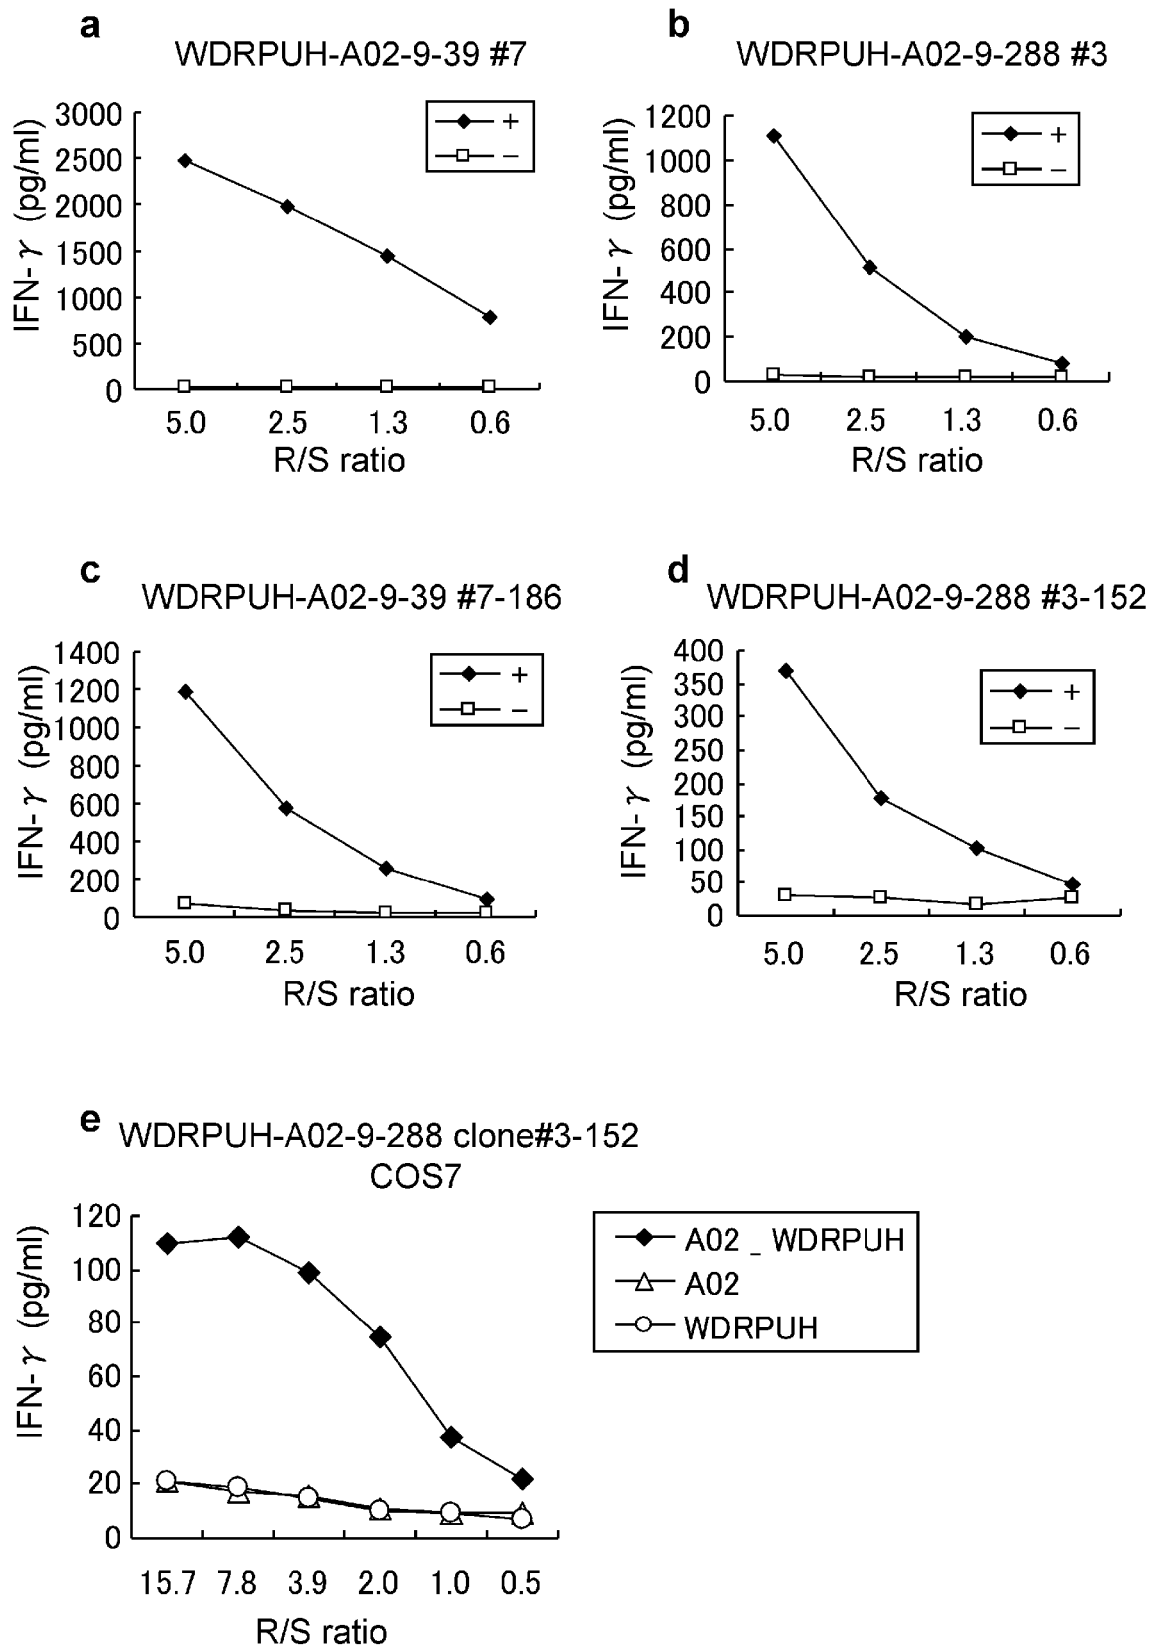 a
WDRPUH-A02-9-39 #7
IFN-γ (pg/ml)
3000
2500
2000
1500
1000
500
0
+
−
5.0 2.5 1.3 0.6
R/S ratio
b
WDRPUH-A02-9-288 #3
IFN-γ (pg/ml)
1200
1000
800
600
400
200
0
+
−
5.0 2.5 1.3 0.6
R/S ratio
c
WDRPUH-A02-9-39 #7-186
IFN-γ (pg/ml)
1400
1200
1000
800
600
400
200
0
+
−
5.0 2.5 1.3 0.6
R/S ratio
d
WDRPUH-A02-9-288 #3-152
IFN-γ (pg/ml)
400
350
300
250
200
150
100
50
0
+
−
5.0 2.5 1.3 0.6
R/S ratio
e
WDRPUH-A02-9-288 clone#3-152
COS7
IFN-γ (pg/ml)
120
100
80
60
40
20
0
A02 _ WDRPUH
A02
WDRPUH
15.7 7.8 3.9 2.0 1.0 0.5
R/S ratio